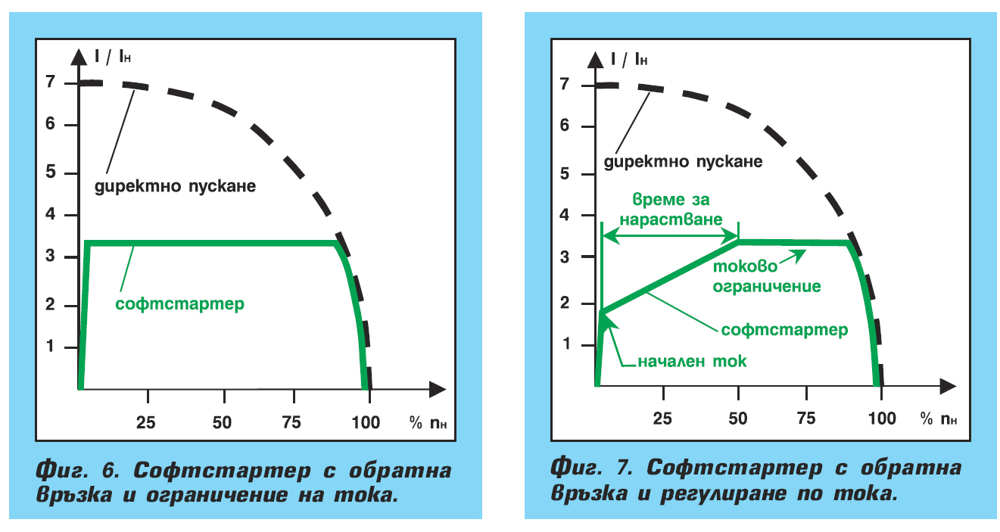 I / Iн
7
6
5
4
3
2
1
директно пускане
софтстартер
25 50 75 100 % nн
Фиг. 6. Софтстартер с обратна
връзка и ограничение на тока.
I / Iн
7
6
5
4
3
2
1
директно пускане
време за
нарастване
токово
ограничение
софтстартер
начален ток
25 50 75 100 % nн
Фиг. 7. Софтстартер с обратна
връзка и регулиране по тока.